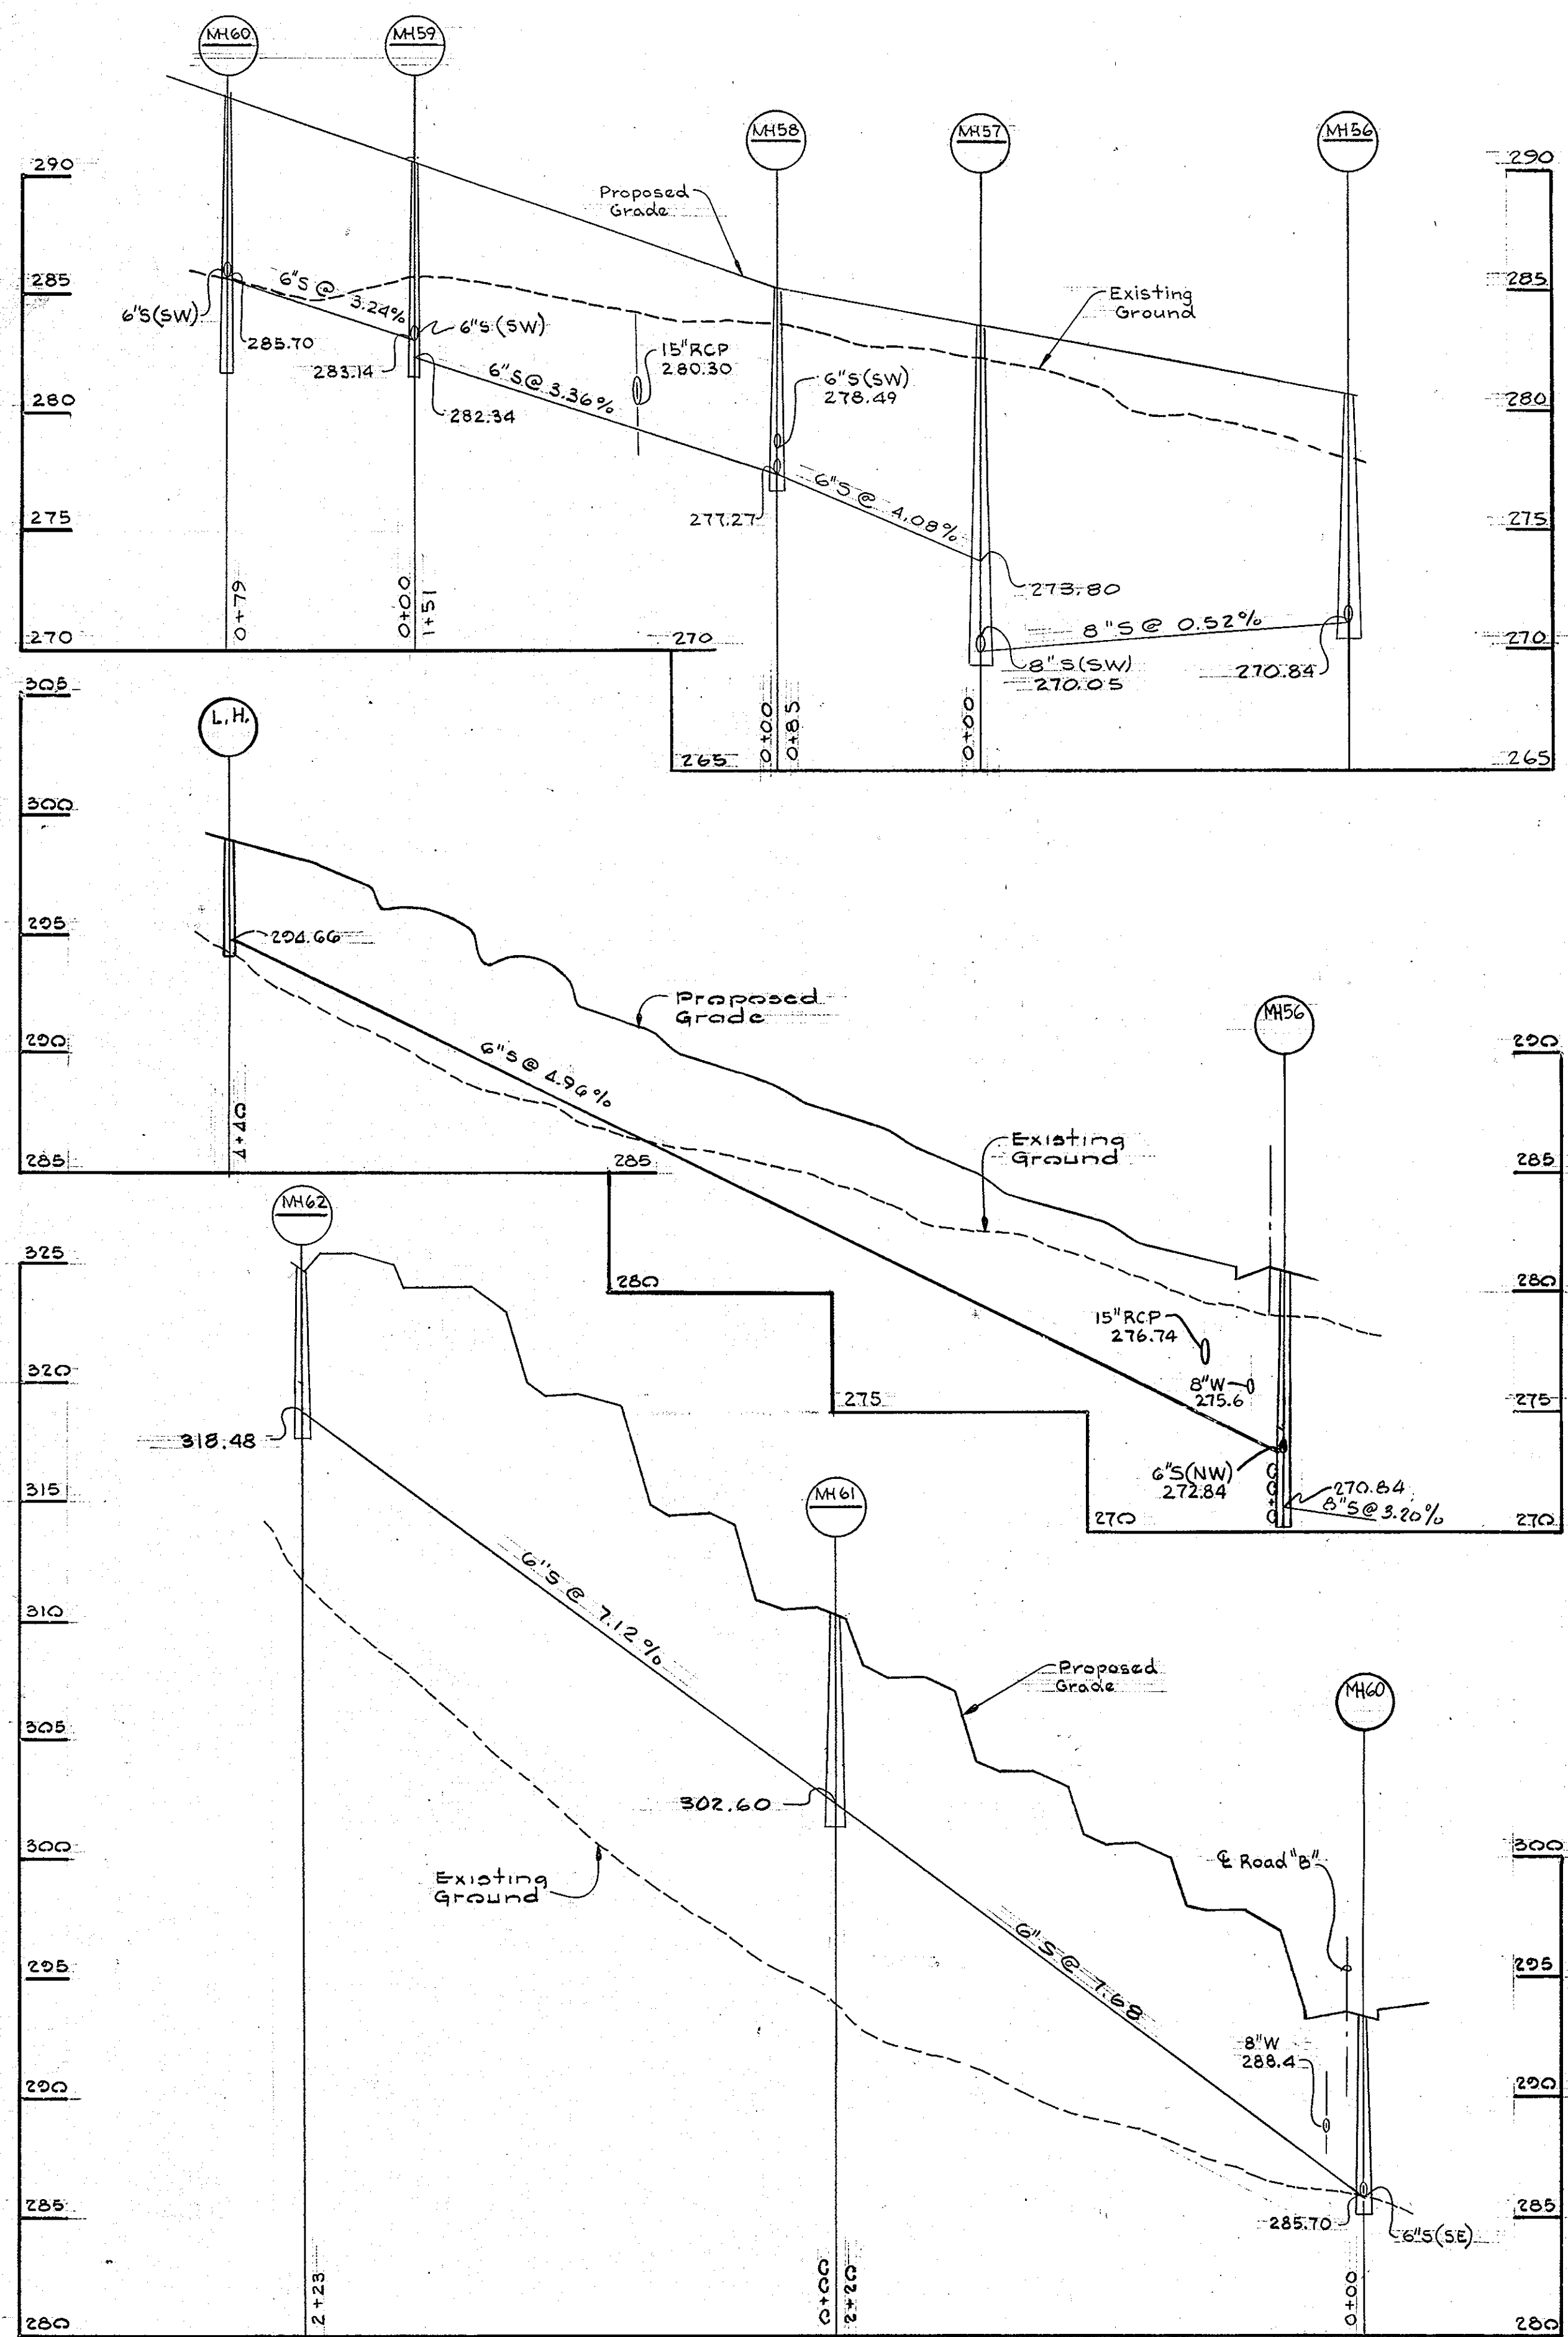 MH60
MH59
MH58
MH57
MH56
290
290
Proposed
Grade
285
6"S @ 3.24%
Existing
Ground
285
6"S(SW)
285.70
6"S(SW)
283.14
15"RCP
280.30
6"S@3.36%
6"S(SW)
278.49
280
282.34
280
6"S @ 4.08%
275
277.27
275
273.80
0+79
0+00
1+51
8"S @ 0.52%
270
270
270
8"S(SW)
270.05
270.84
0+00
0+85
0+00
265
265
305
L.H.
300
295
294.66
Proposed
Grade
MH56
290
6"S@4.96%
290
4+40
Existing
Ground
285
285
285
280
280
15"RCP
276.74
8"W
275.6
275
275
6"S(NW)
272.84
0+00
270.84
8"S@3.20%
270
270
MH62
325
320
318.48
MH61
315
6"S @ 7.12%
310
Proposed
Grade
MH60
305
302.60
300
℄ Road "B"
300
Existing
Ground
6"S@ 7.68
295
295
8"W
288.4
290
290
285
285.70
285
6"S(SE)
2+23
0+00
2+20
0+00
280
280